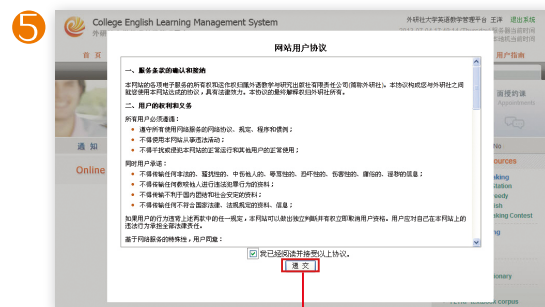 5
College English Learning Management System
外研社大学英语教学管理平台 王洋 退出系统
首 页
用户指南
网站用户协议
一、服务条款的确认和接纳
本网站的各项电子服务的所有权和运作权归属外语教学与研究出版社有限责任公司(简称外研社)。本协议构成您与外研社之间
就您使用本网站达成的协议，具有法律效力。本协议的最终解释权归外研社所有。
二、用户的权利和义务
所有用户必须遵循：
• 遵守所有使用网络服务的网络协议、规定、程序和惯例；
• 不得使用本网站从事违法活动；
• 不得干扰或侵犯本网站的正常运行和其他用户的正常使用；
同时用户承诺：
• 不得传输任何非法的、骚扰性的、中伤他人的、辱骂性的、恐吓性的、伤害性的、庸俗的、淫秽的信息；
• 不得传输任何教唆他人进行违法犯罪行为的资料；
• 不得传输不利于国内团结和社会安定的资料；
• 不得传输任何不符合国家法律、法规规定的资料、信息；
如果用户的行为违背上述两款中的任一规定，本网站可以做出独立判断并有权立即取消用户资格。用户应对自己在本网站上的
违法行为承担全部法律责任。
基于网络服务的特殊性，用户同意：
我已经阅读并接受以上协议。
递 交
面授约课
Appointments
通 知
Online
ources
king
eedy
ish
king Contest
ionary
corpus